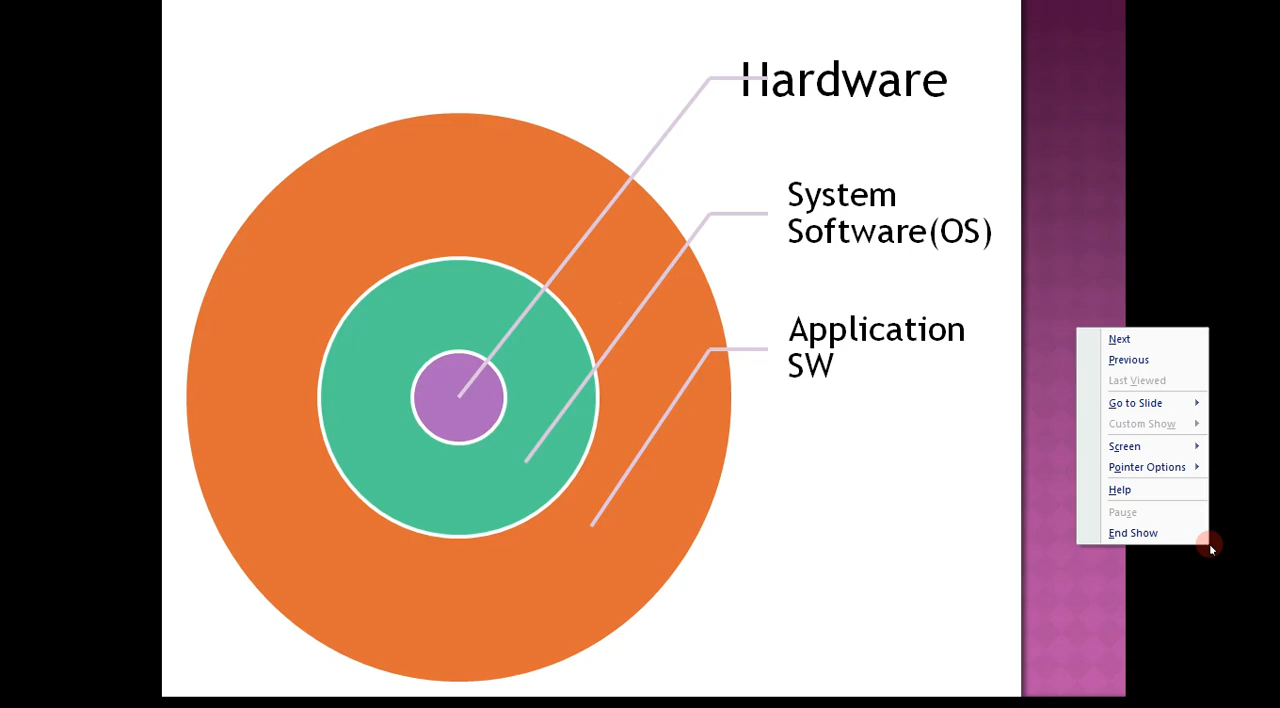 Hardware
System
Software(OS)
Application
SW
Next
Previous
Last Viewed
Go to Slide
Custom Show
Screen
Pointer Options
Help
Pause
End Show